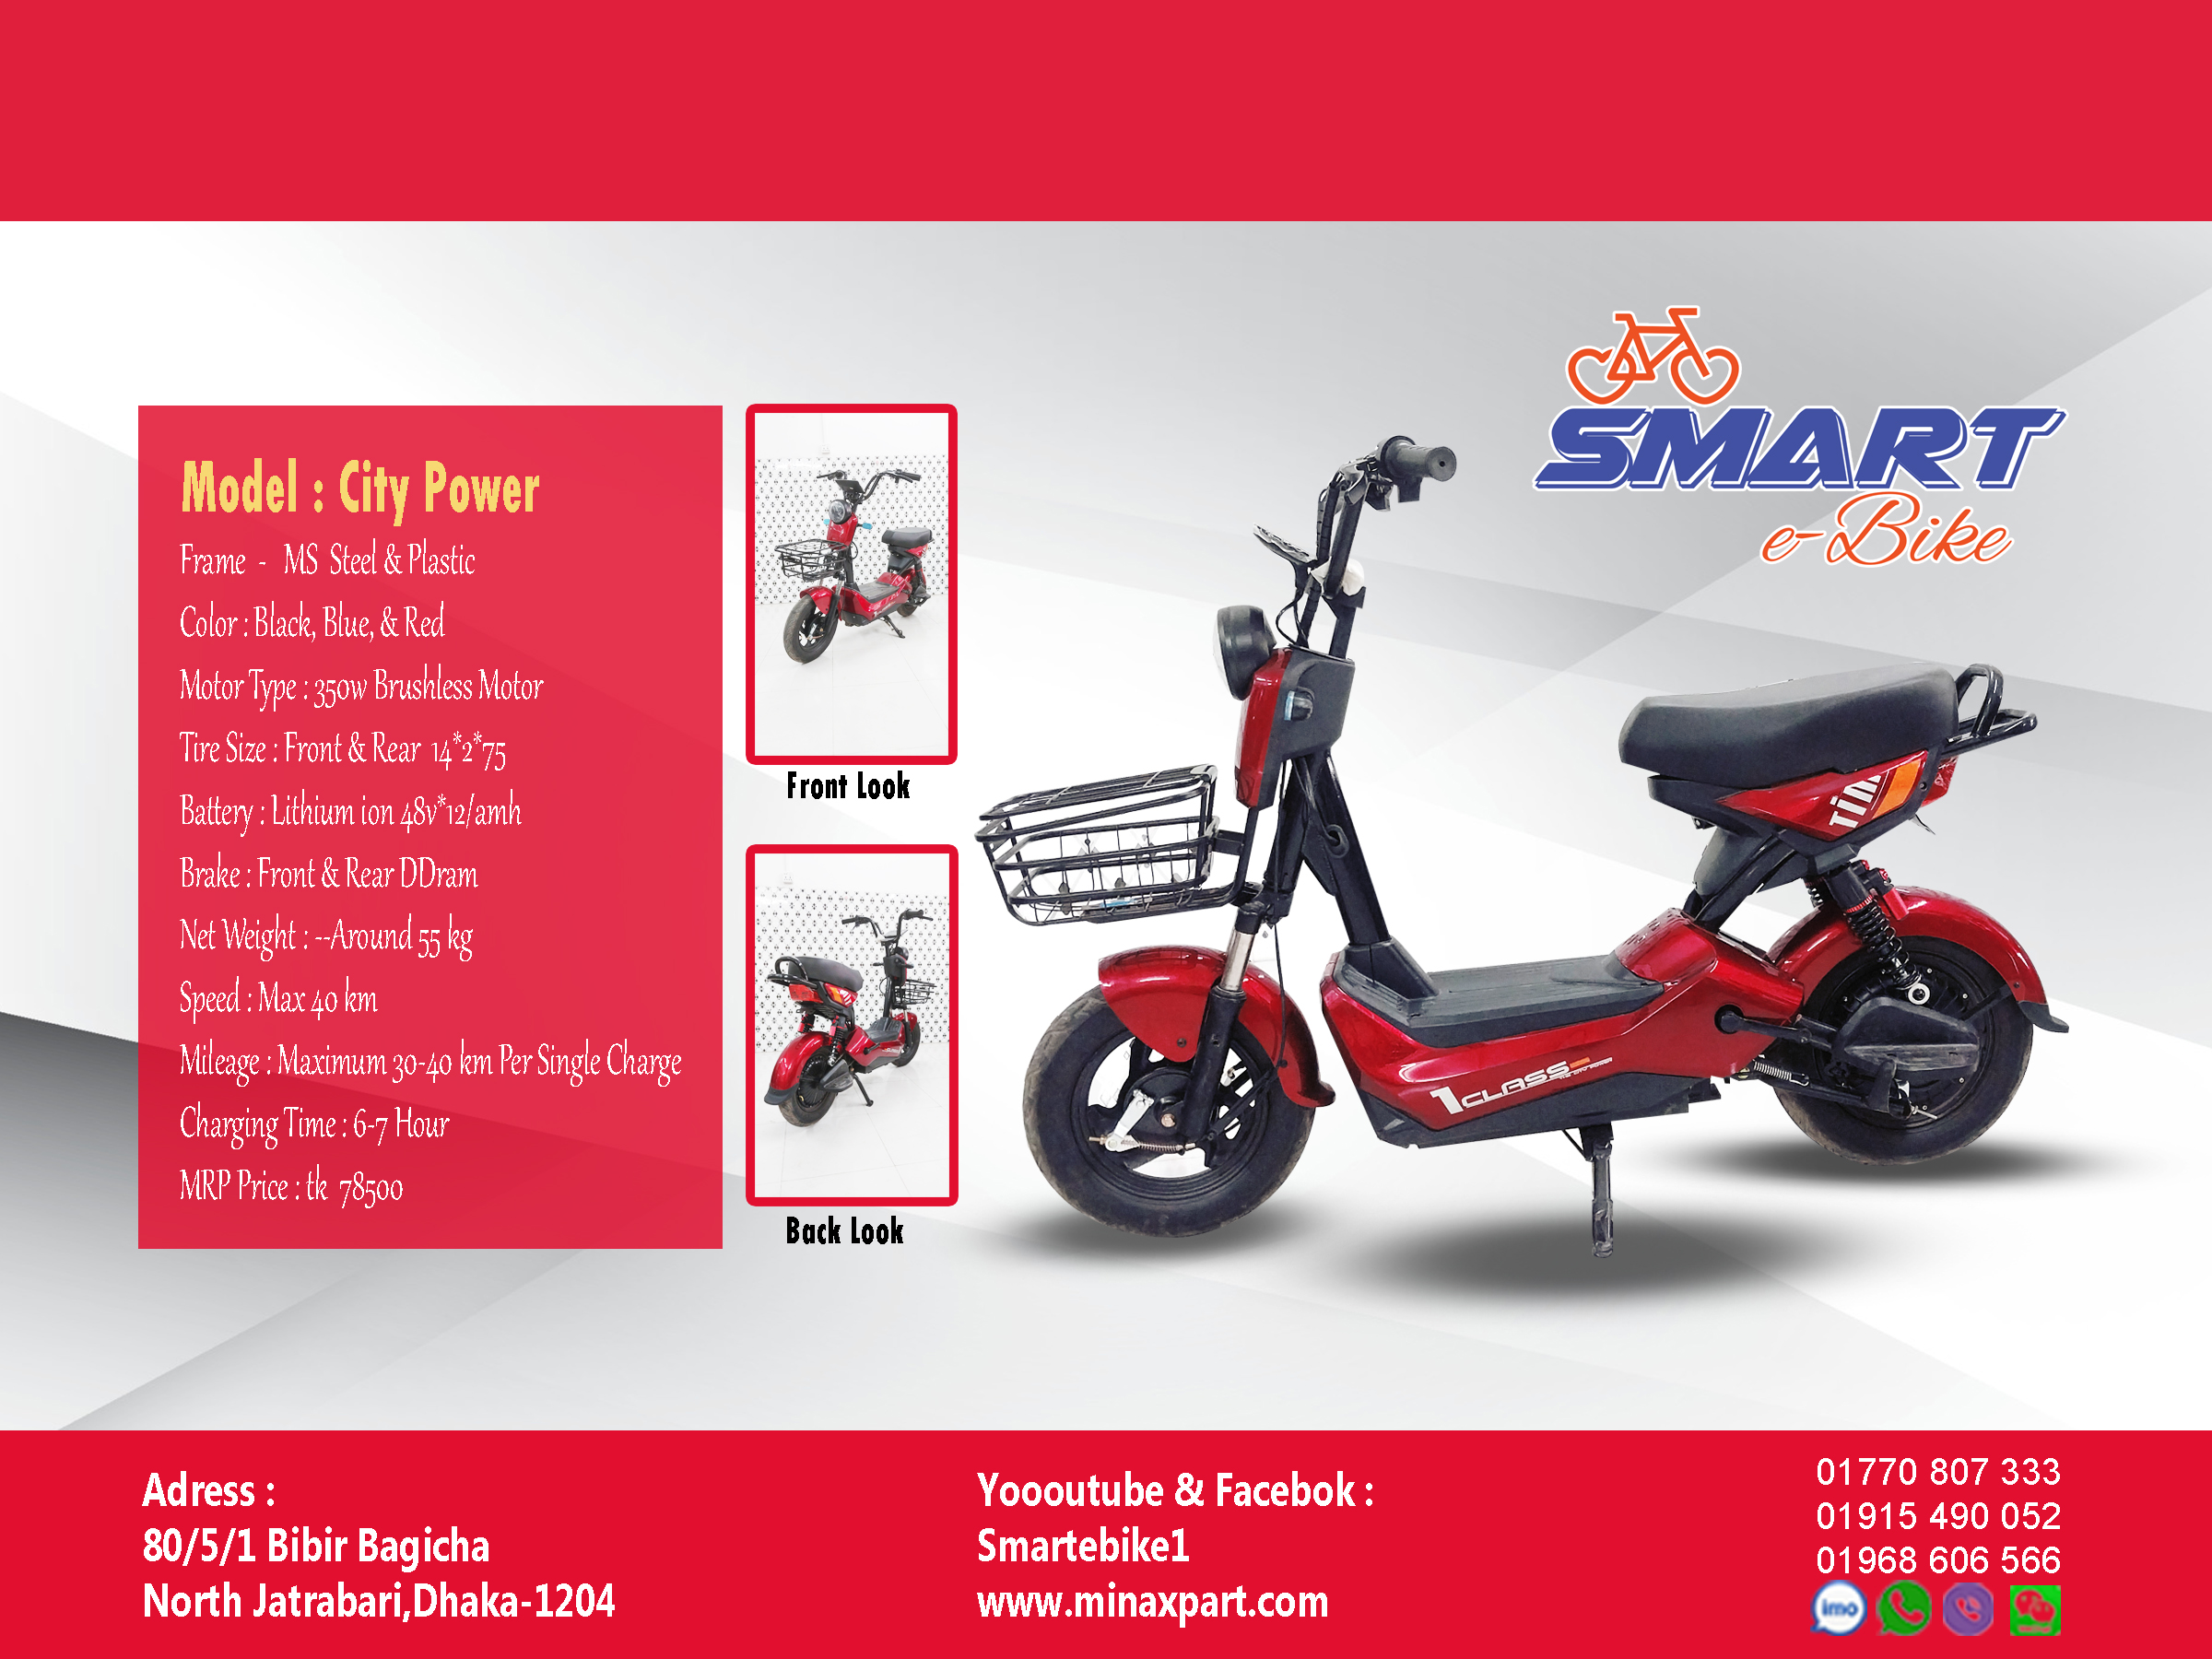 SMART
e-Bike
Model : City Power
Frame - MS Steel & Plastic
Color : Black, Blue, & Red
Motor Type : 350w Brushless Motor
Tire Size : Front & Rear 14*2*75
Battery : Lithium ion 48v*12/amh
Brake : Front & Rear DDram
Net Weight : --Around 55 kg
Speed : Max 40 km
Mileage : Maximum 30-40 km Per Single Charge
Charging Time : 6-7 Hour
MRP Price : tk 78500
Front Look
Back Look
1CLASS
Adress :
80/5/1 Bibir Bagicha
North Jatrabari,Dhaka-1204
Yoooutube & Facebok :
Smartebike1
www.minaxpart.com
01770 807 333
01915 490 052
01968 606 566
imo